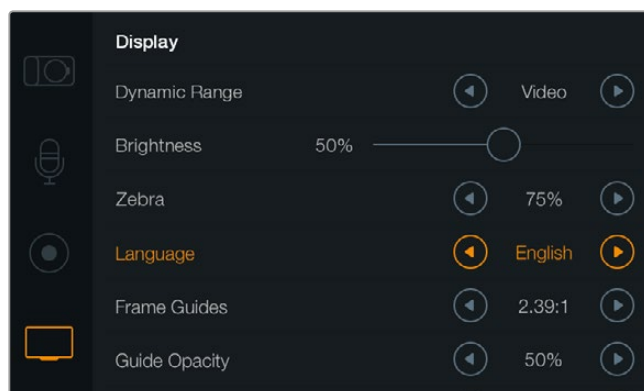 Display
Dynamic Range Video
Brightness 50%
Zebra 75%
Language English
Frame Guides 2.39:1
Guide Opacity 50%